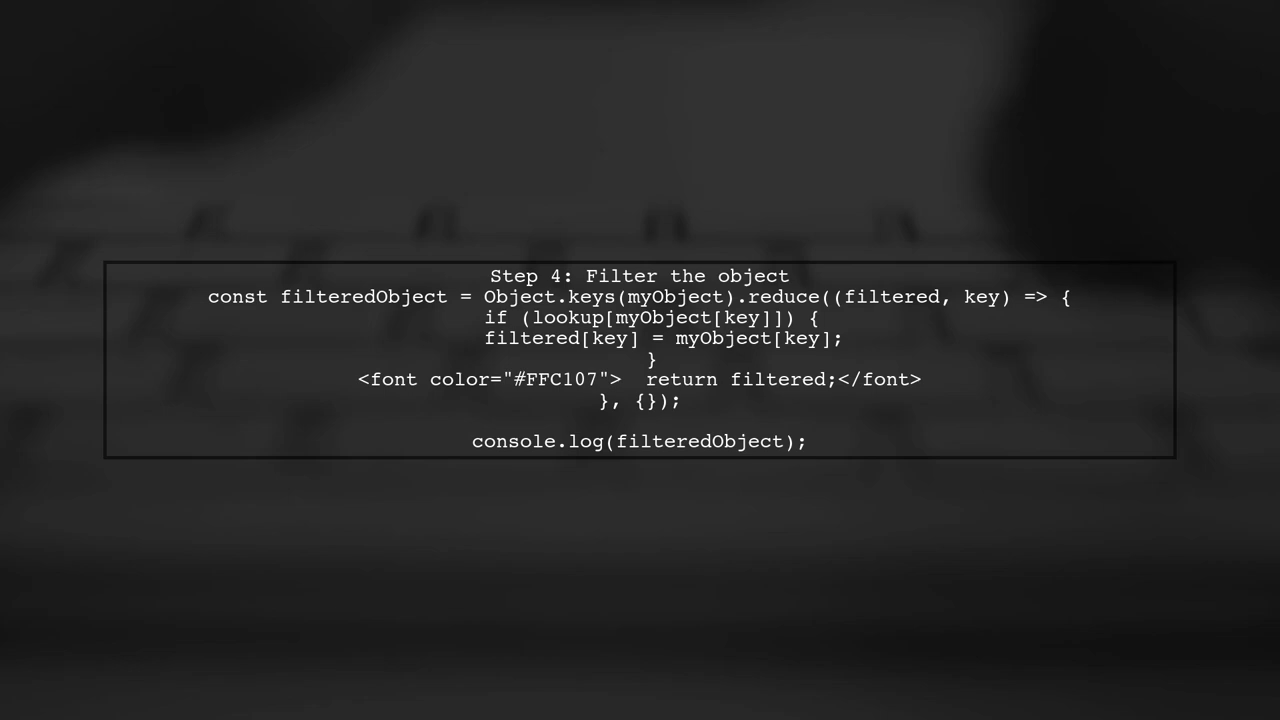 Step 4: Filter the object
const filteredObject = Object.keys(myObject).reduce((filtered, key) => {
if (lookup[myObject[key]]) {
filtered[key] = myObject[key];
}
<font color="#FFC107">  return filtered;</font>
}, {});
console.log(filteredObject);